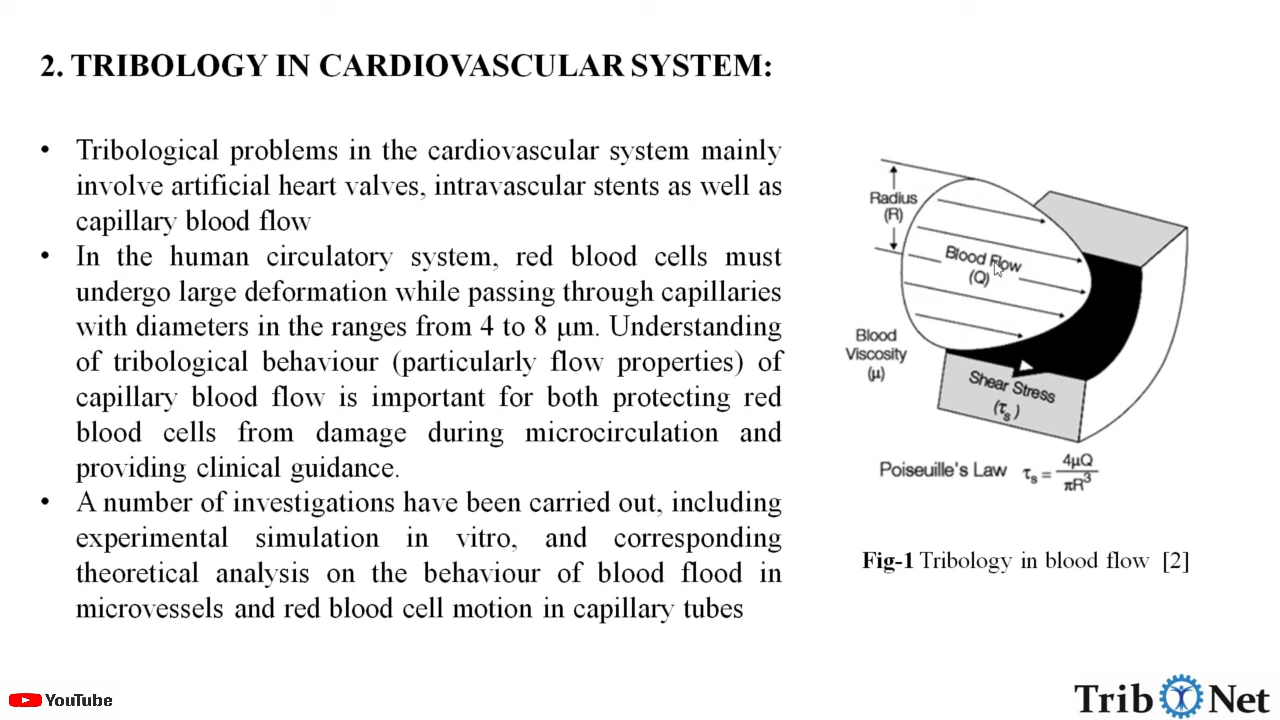 2. TRIBOLOGY IN CARDIOVASCULAR SYSTEM:
• Tribological problems in the cardiovascular system mainly
involve artificial heart valves, intravascular stents as well as
capillary blood flow
• In the human circulatory system, red blood cells must
undergo large deformation while passing through capillaries
with diameters in the ranges from 4 to 8 μm. Understanding
of tribological behaviour (particularly flow properties) of
capillary blood flow is important for both protecting red
blood cells from damage during microcirculation and
providing clinical guidance.
• A number of investigations have been carried out, including
experimental simulation in vitro, and corresponding
theoretical analysis on the behaviour of blood flood in
microvessels and red blood cell motion in capillary tubes
Radius
(R)
Blood Flow
(Q)
Blood
Viscosity
(μ)
Shear Stress
(τs)
Poiseuille's Law τs = 4μQ / πR³
Fig-1 Tribology in blood flow [2]
YouTube
Trib Net